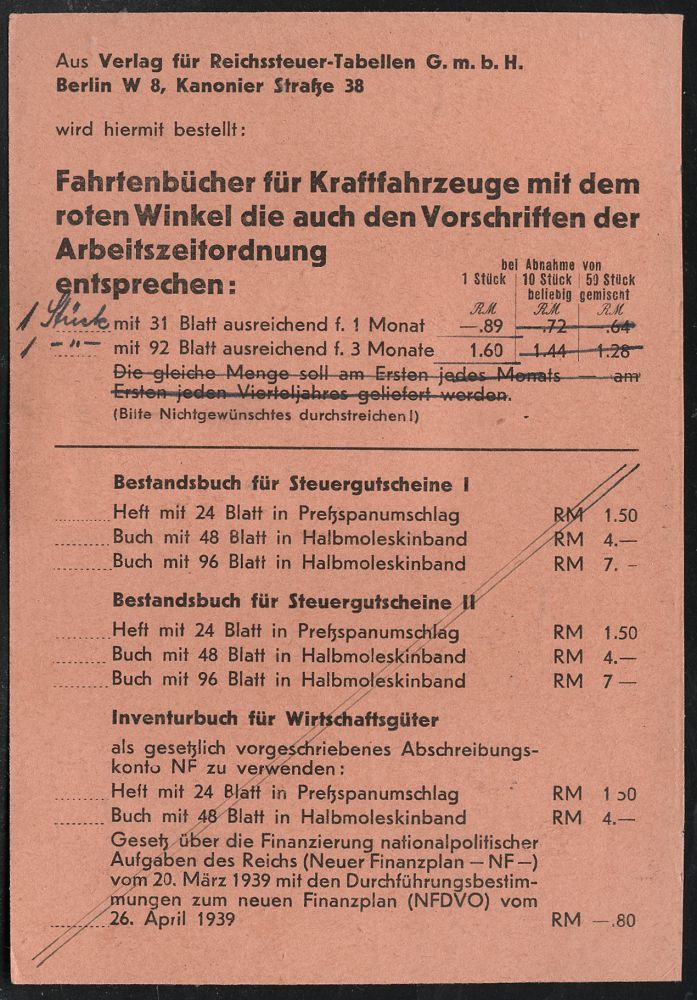 Aus Verlag für Reichssteuer-Tabellen G. m. b. H.
Berlin W 8, Kanonier Straße 38
wird hiermit bestellt:
Fahrtenbücher für Kraftfahrzeuge mit dem
roten Winkel die auch den Vorschriften der
Arbeitszeitordnung
entsprechen:
bei Abnahme von
1 Stück 10 Stück 50 Stück
beliebig gemischt
RM RM RM
1 Stück mit 31 Blatt ausreichend f. 1 Monat —.89 —.72 —.64
1 –"– mit 92 Blatt ausreichend f. 3 Monate 1.60 1.44 1.28
Die gleiche Menge soll am Ersten jedes Monats — am
Ersten jeden Vierteljahres geliefert werden.
(Bitte Nichtgewünschtes durchstreichen!)
Bestandsbuch für Steuergutscheine I
Heft mit 24 Blatt in Preßspanumschlag RM 1.50
Buch mit 48 Blatt in Halbmoleskinband RM 4.—
Buch mit 96 Blatt in Halbmoleskinband RM 7. –
Bestandsbuch für Steuergutscheine II
Heft mit 24 Blatt in Preßspanumschlag RM 1.50
Buch mit 48 Blatt in Halbmoleskinband RM 4.—
Buch mit 96 Blatt in Halbmoleskinband RM 7 —
Inventurbuch für Wirtschaftsgüter
als gesetzlich vorgeschriebenes Abschreibungs-
konto NF zu verwenden:
Heft mit 24 Blatt in Preßspanumschlag RM 1 50
Buch mit 48 Blatt in Halbmoleskinband RM 4.—
Gesetz über die Finanzierung nationalpolitischer
Aufgaben des Reichs (Neuer Finanzplan — NF —)
vom 20. März 1939 mit den Durchführungsbestim-
mungen zum neuen Finanzplan (NFDVO) vom
26. April 1939 RM —.80